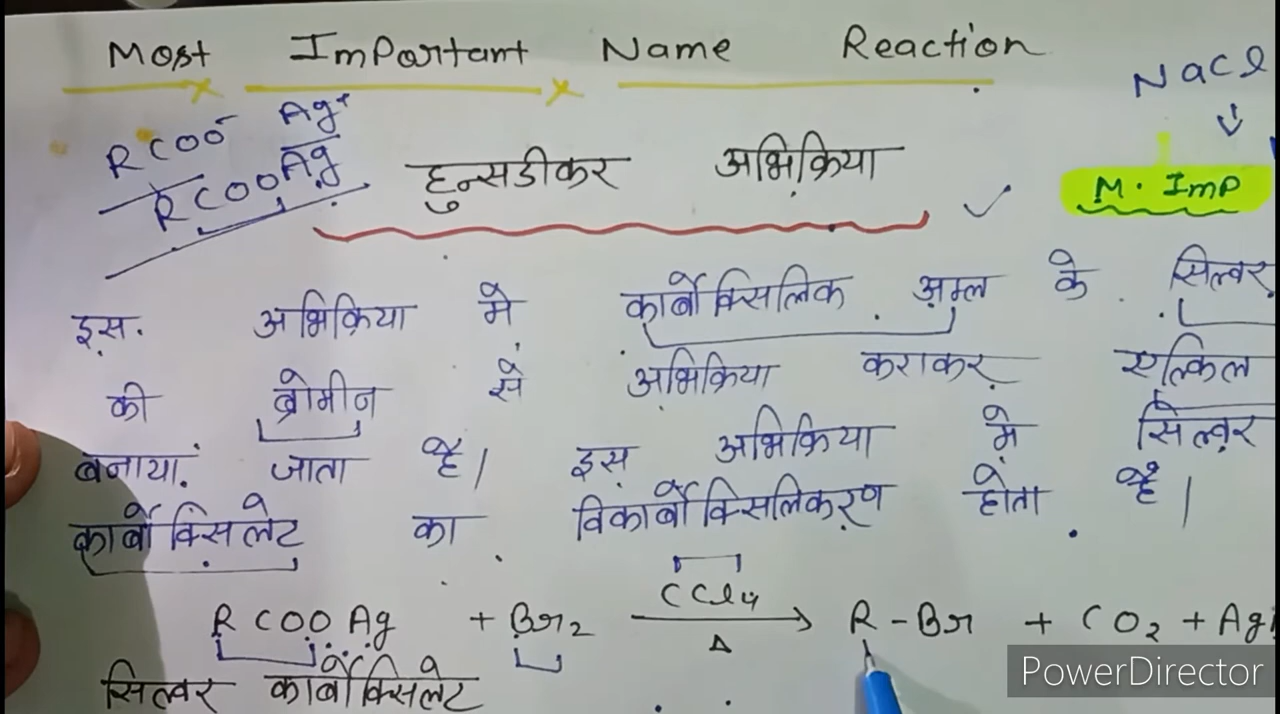 Most Important Name Reaction
NaCl
RCOO⁻ Ag⁺
RCOOAg
हुन्सडीकर अभिक्रिया
M. Imp
इस अभिक्रिया मे कार्बोक्सिलिक अम्ल के सिल्वर
की ब्रोमीन से अभिक्रिया कराकर एल्किल
बनाया जाता है। इस अभिक्रिया मे सिल्वर
कार्बोक्सिलेट का विकार्बोक्सिलिकरण होता है।
CCl₄
RCOOAg + Br₂ → R-Br + CO₂ + Ag
Δ
सिल्वर कार्बोक्सिलेट
PowerDirector